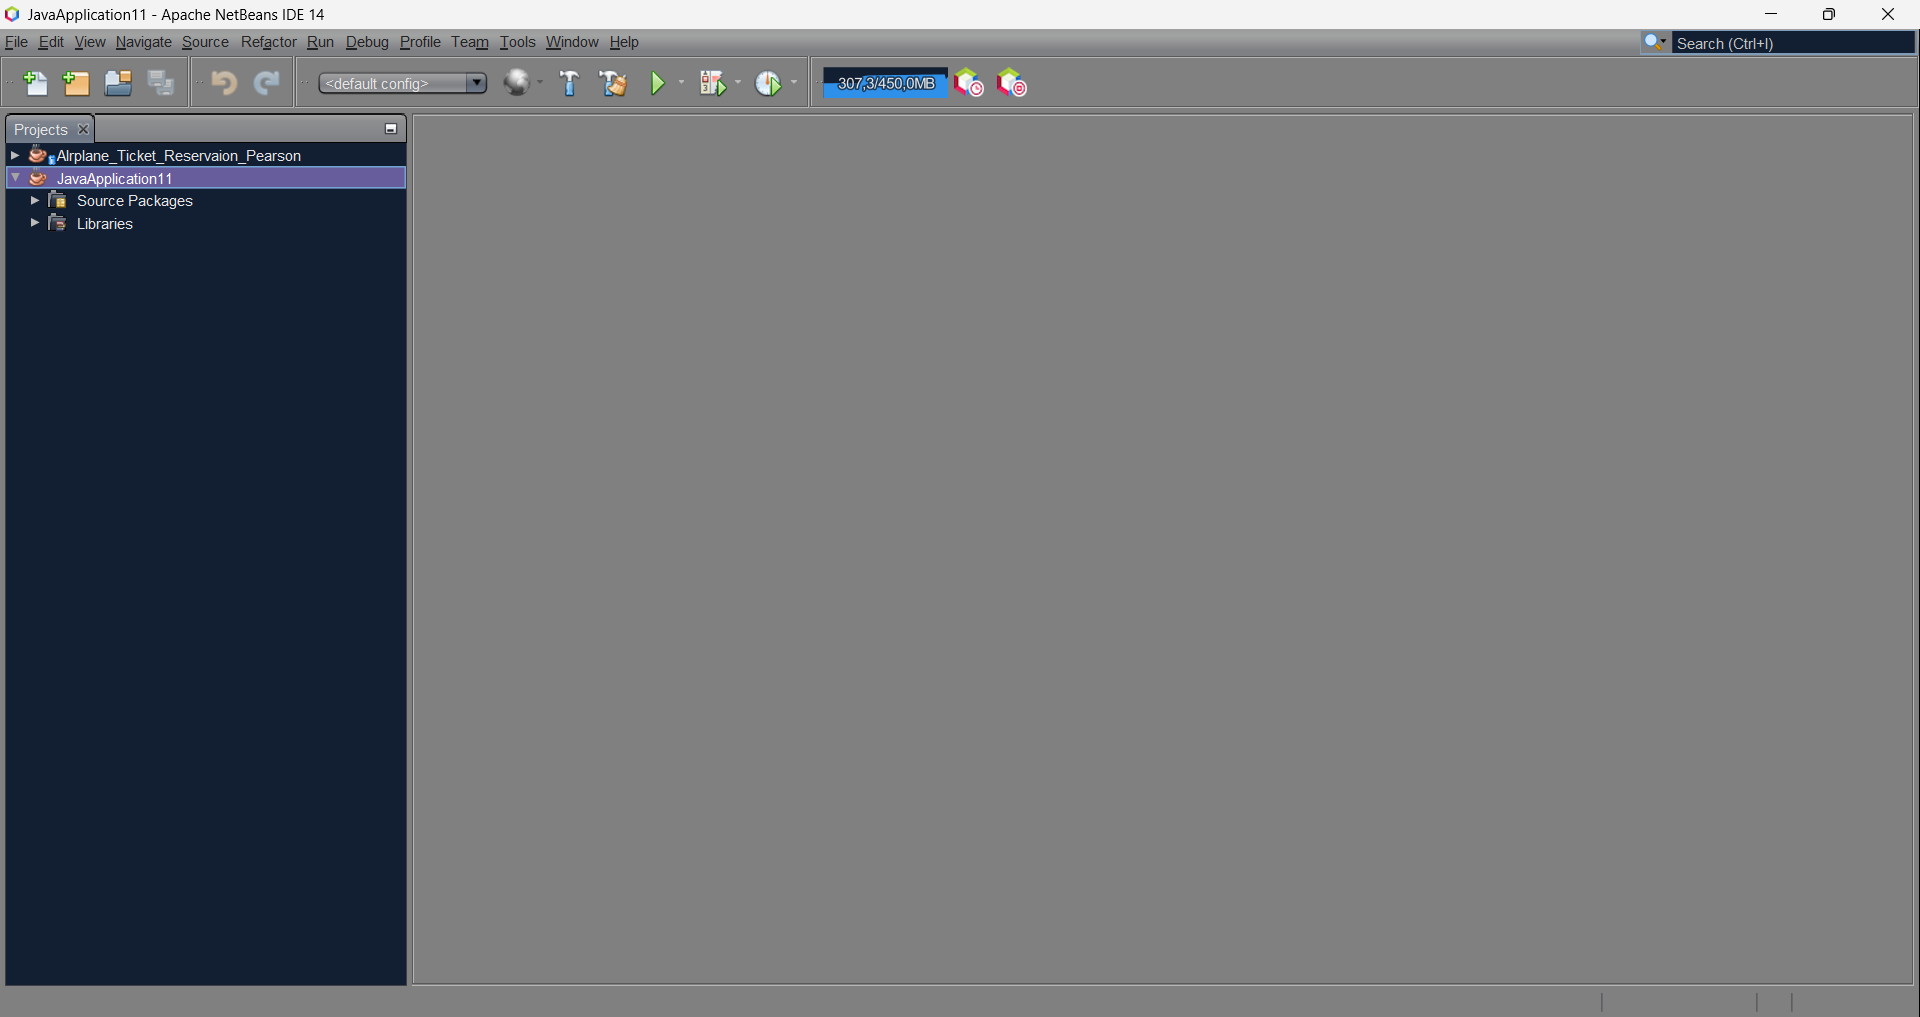 JavaApplication11 - Apache NetBeans IDE 14
File Edit View Navigate Source Refactor Run Debug Profile Team Tools Window Help
Search (Ctrl+I)
<default config>
307,3/450,0MB
Projects
AIrplane_Ticket_Reservaion_Pearson
JavaApplication11
Source Packages
Libraries